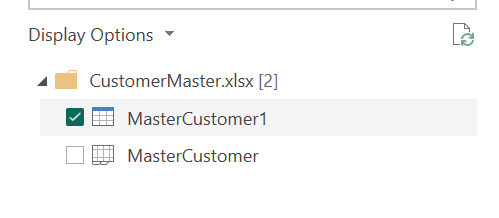 Display Options
CustomerMaster.xlsx [2]
MasterCustomer1
MasterCustomer